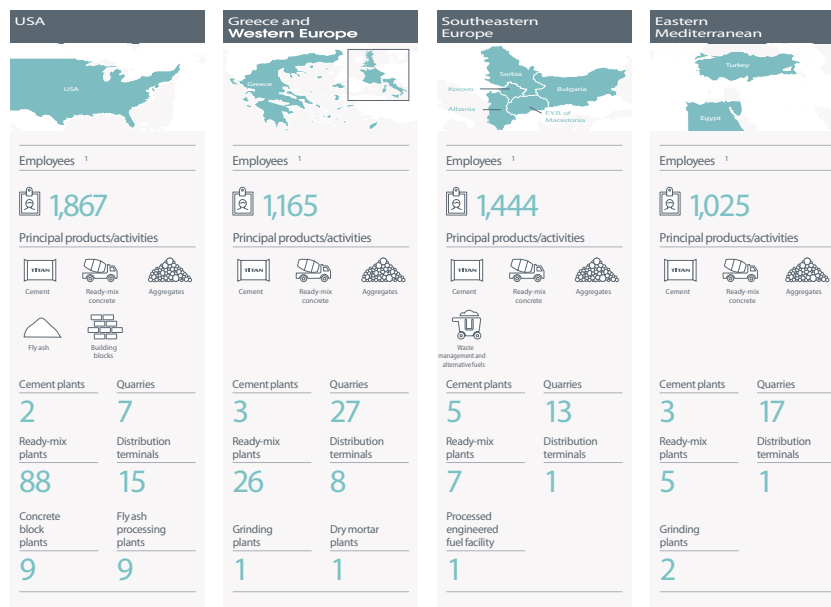 USA
USA
Employees 1
1,867
Principal products/activities
TITAN
Cement
Ready-mix
concrete
Aggregates
Fly ash
Building
blocks
Cement plants
Quarries
2
7
Ready-mix
plants
Distribution
terminals
88
15
Concrete
block
plants
Fly ash
processing
plants
9
9
Greece and
Western Europe
Greece
Employees 1
1,165
Principal products/activities
TITAN
Cement
Ready-mix
concrete
Aggregates
Cement plants
Quarries
3
27
Ready-mix
plants
Distribution
terminals
26
8
Grinding
plants
Dry mortar
plants
1
1
Southeastern
Europe
Serbia
Kosovo
Bulgaria
Albania
F.Y.R. of
Macedonia
Employees 1
1,444
Principal products/activities
TITAN
Cement
Ready-mix
concrete
Aggregates
Waste
management and
alternative fuels
Cement plants
Quarries
5
13
Ready-mix
plants
Distribution
terminals
7
1
Processed
engineered
fuel facility
1
Eastern
Mediterranean
Turkey
Egypt
Employees 1
1,025
Principal products/activities
TITAN
Cement
Ready-mix
concrete
Aggregates
Cement plants
Quarries
3
17
Ready-mix
plants
Distribution
terminals
5
1
Grinding
plants
2